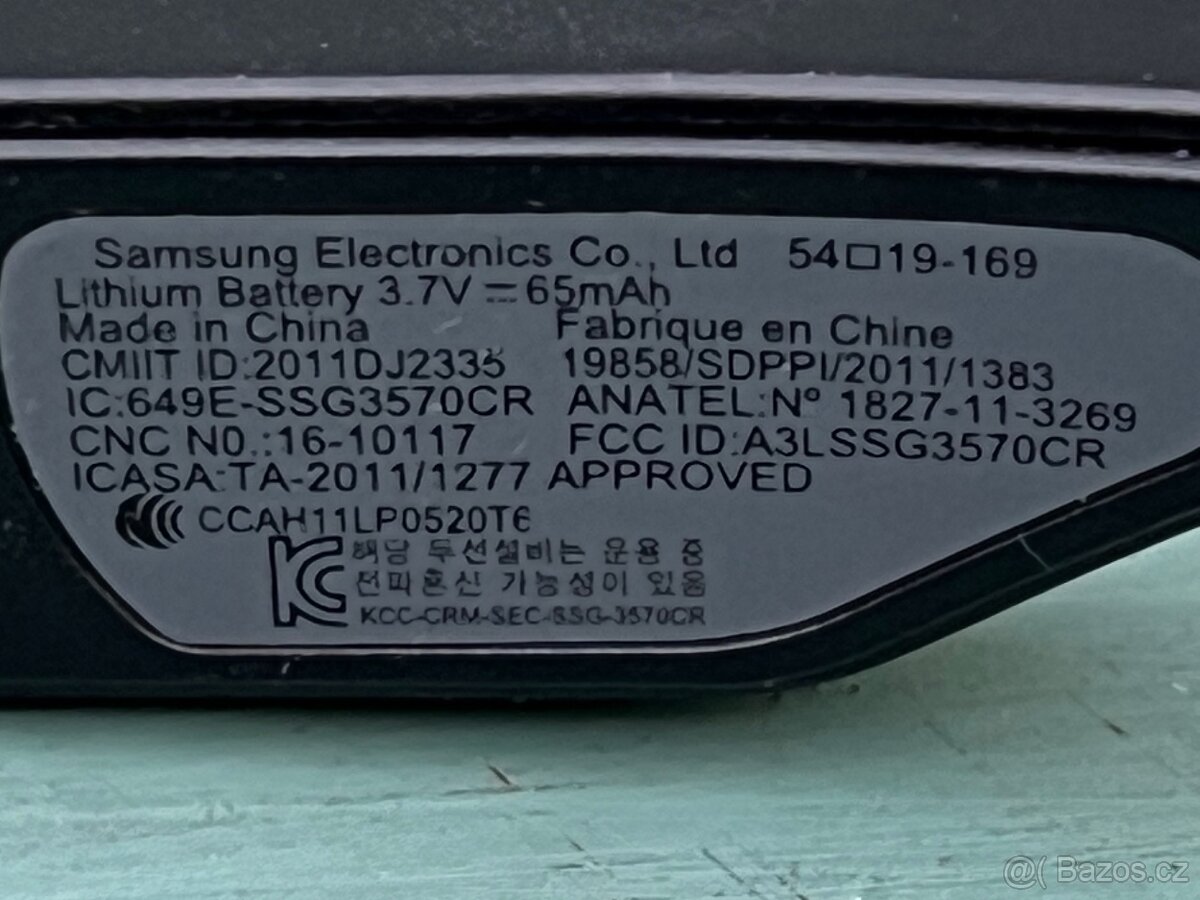 Samsung Electronics Co., Ltd 54□19-169
Lithium Battery 3.7V ⎓ 65mAh
Made in China Fabrique en Chine
CMIIT ID:2011DJ2335 19858/SDPPI/2011/1383
IC:649E-SSG3570CR ANATEL:Nº 1827-11-3269
CNC N0.:16-10117 FCC ID:A3LSSG3570CR
ICASA:TA-2011/1277 APPROVED
CCAH11LP0520T6
해당 무선설비는 운용 중
전파혼신 가능성이 있음
KCC-CRM-SEC-SSG-3570CR
@( Bazos.cz